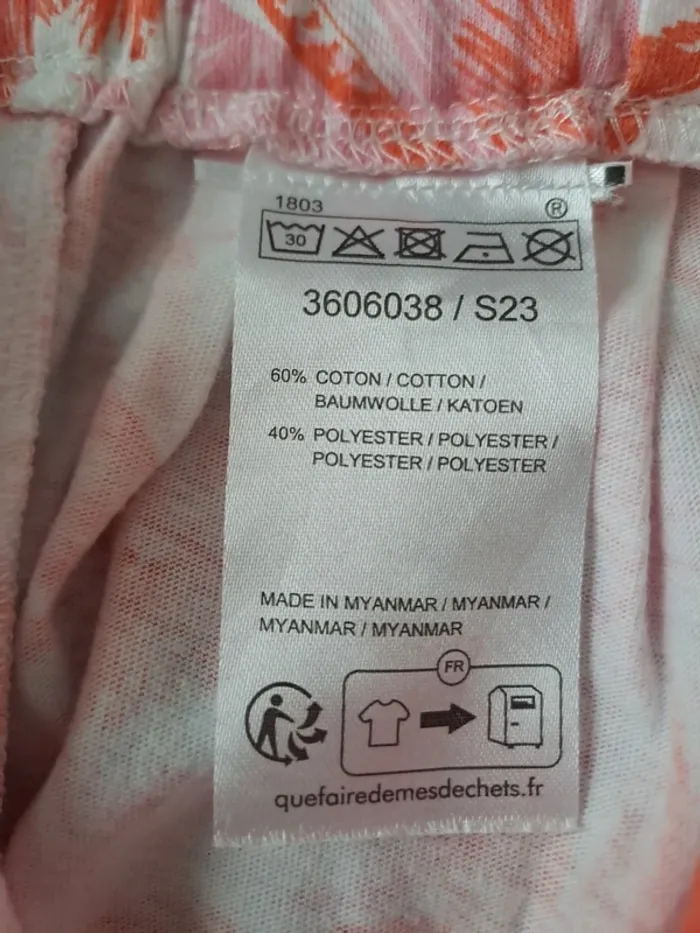 1803
®
30
3606038 / S23
60% COTON / COTTON /
BAUMWOLLE / KATOEN
40% POLYESTER / POLYESTER /
POLYESTER / POLYESTER
MADE IN MYANMAR / MYANMAR /
MYANMAR / MYANMAR
FR
quefairedemesdechets.fr